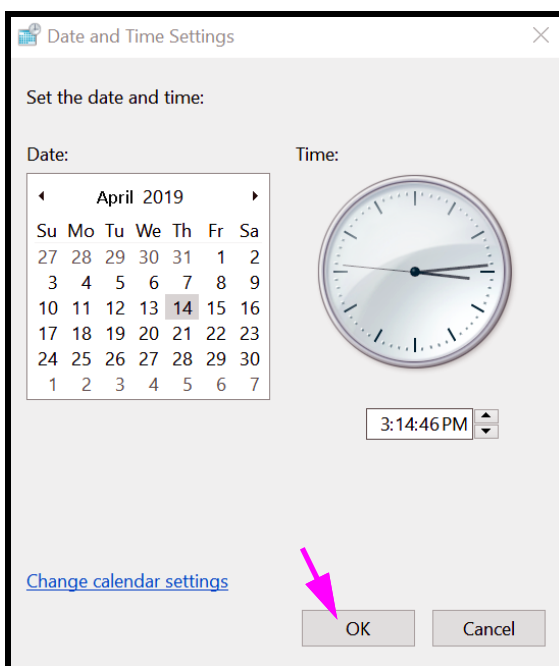 Date and Time Settings
Set the date and time:
Date:
Time:
April 2019
Su Mo Tu We Th Fr Sa
27 28 29 30 31 1 2
3 4 5 6 7 8 9
10 11 12 13 14 15 16
17 18 19 20 21 22 23
24 25 26 27 28 29 30
1 2 3 4 5 6 7
3:14:46 PM
Change calendar settings
OK
Cancel